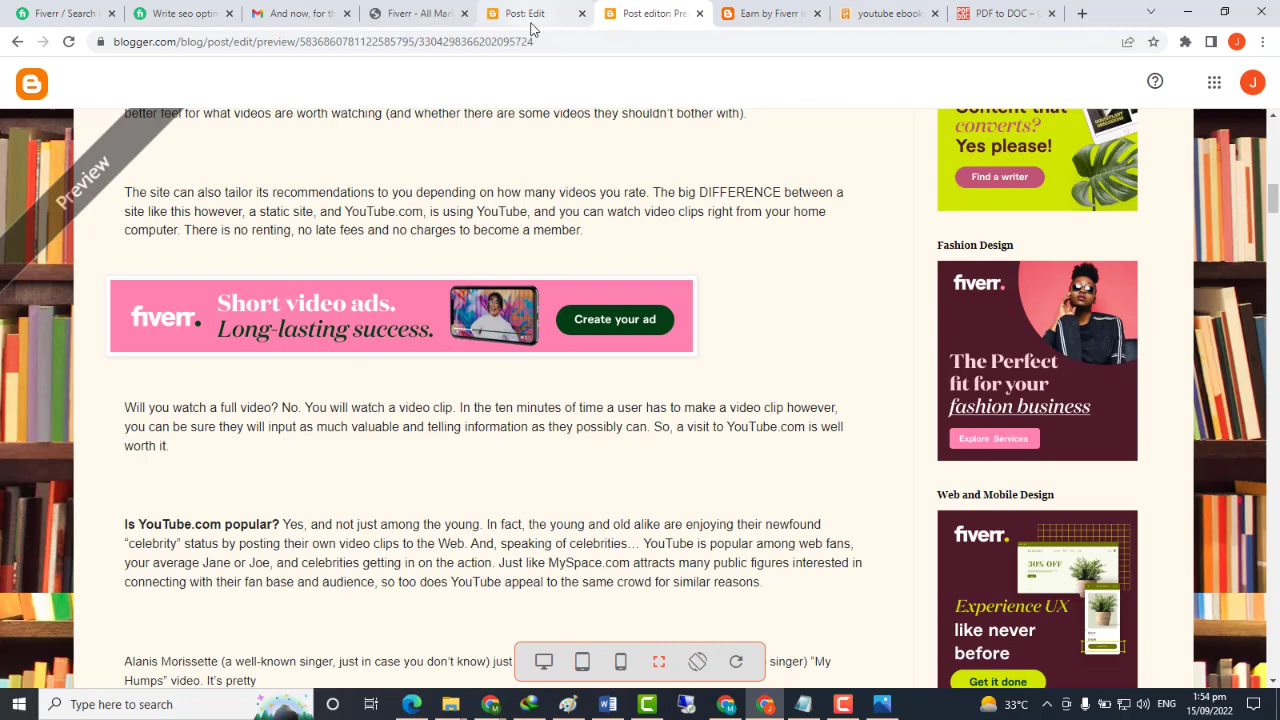 Fiverr / Sh
Fiverr / All
M Email from
Fiverr - All Ma
Post: Edit
Post editor: Pre
Earn by Fiverr in
youtube ebook
PDF to DOC –
blogger.com/blog/post/edit/preview/5836860781122585795/3304298366202095724
J
J
Preview
better feel for what videos are worth watching (and whether there are some videos they shouldn't bother with).
The site can also tailor its recommendations to you depending on how many videos you rate. The big DIFFERENCE between a
site like this however, a static site, and YouTube.com, is using YouTube, and you can watch video clips right from your home
computer. There is no renting, no late fees and no charges to become a member.
fiverr.
Short video ads.
Long-lasting success.
Create your ad
Will you watch a full video? No. You will watch a video clip. In the ten minutes of time a user has to make a video clip however,
you can be sure they will input as much valuable and telling information as they possibly can. So, a visit to YouTube.com is well
worth it.
Is YouTube.com popular? Yes, and not just among the young. In fact, the young and old alike are enjoying their newfound
"celebrity" status by posting their own video clips to the Web. And, speaking of celebrities… YouTube is popular among web fans,
your average Jane or Joe, and celebrities getting in on the action. Just like MySpace.com attracts many public figures interested in
connecting with their fan base and audience, so too does YouTube appeal to the same crowd for similar reasons.
Alanis Morissette (a well-known singer, just in case you don't know) just
singer) "My
Humps" video. It's pretty
Content that
converts?
Yes please!
Find a writer
Fashion Design
fiverr.
The Perfect
fit for your
fashion business
Explore Services
Web and Mobile Design
fiverr.
30% OFF
Experience UX
like never
before
Get it done
Type here to search
33°C
ENG
1:54 pm
15/09/2022